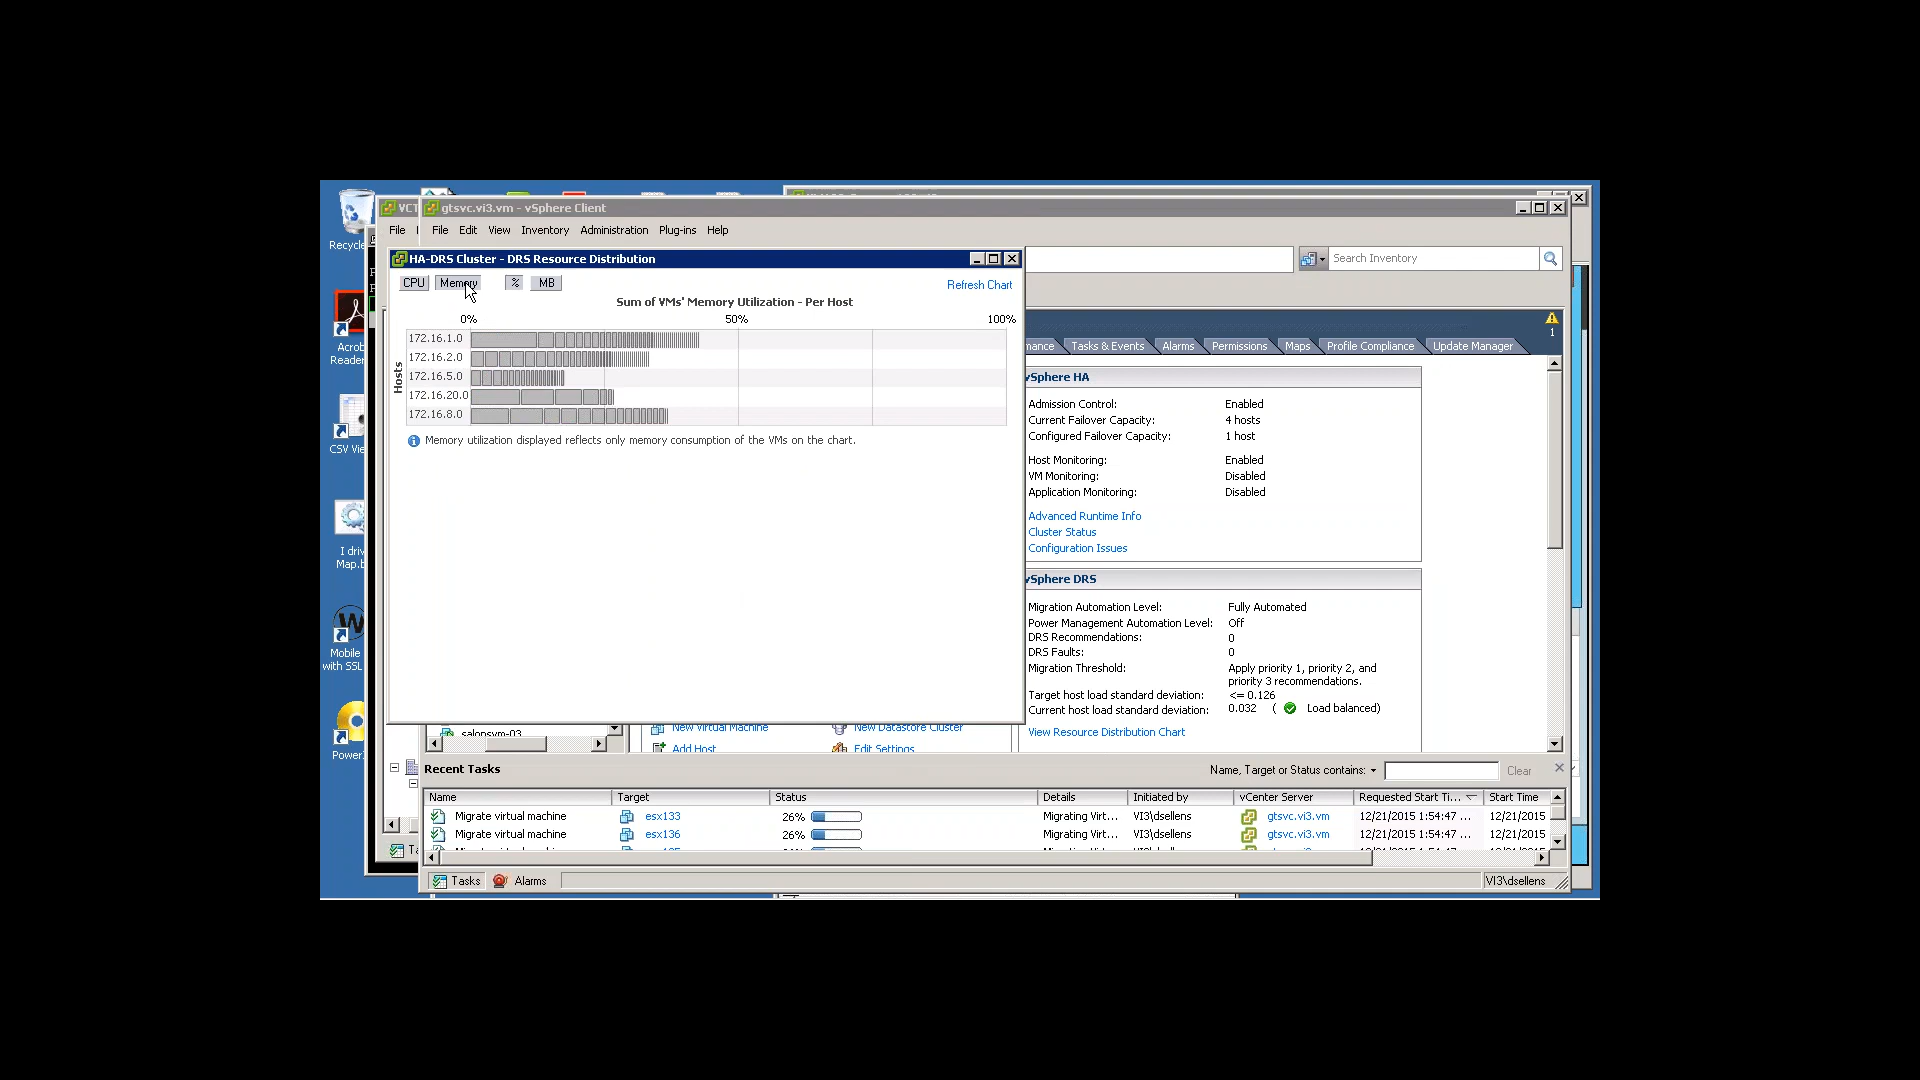 Recycle
VCT
gtsvc.vi3.vm - vSphere Client
File
File Edit View Inventory Administration Plug-ins Help
HA-DRS Cluster - DRS Resource Distribution
Search Inventory
CPU Memory % MB
Refresh Chart
Sum of VMs' Memory Utilization - Per Host
0% 50% 100%
Hosts
172.16.1.0
172.16.2.0
172.16.5.0
172.16.20.0
172.16.8.0
Memory utilization displayed reflects only memory consumption of the VMs on the chart.
1
mance Tasks & Events Alarms Permissions Maps Profile Compliance Update Manager
vSphere HA
Admission Control: Enabled
Current Failover Capacity: 4 hosts
Configured Failover Capacity: 1 host
Host Monitoring: Enabled
VM Monitoring: Disabled
Application Monitoring: Disabled
Advanced Runtime Info
Cluster Status
Configuration Issues
vSphere DRS
Migration Automation Level: Fully Automated
Power Management Automation Level: Off
DRS Recommendations: 0
DRS Faults: 0
Migration Threshold: Apply priority 1, priority 2, and
priority 3 recommendations.
Target host load standard deviation: <= 0.126
Current host load standard deviation: 0.032 ( Load balanced)
View Resource Distribution Chart
Acrob
Reader
CSV Vie
I driv
Map.b
Mobile
with SSL
Power
salopsvm-03
New Virtual Machine New Datastore Cluster
Add Host Edit Settings
Recent Tasks
Name, Target or Status contains: Clear
Name Target Status Details Initiated by vCenter Server Requested Start Ti... Start Time
Migrate virtual machine esx133 26% Migrating Virt... VI3\dsellens gtsvc.vi3.vm 12/21/2015 1:54:47 ... 12/21/2015
Migrate virtual machine esx136 26% Migrating Virt... VI3\dsellens gtsvc.vi3.vm 12/21/2015 1:54:47 ... 12/21/2015
Ta
Tasks Alarms
VI3\dsellens